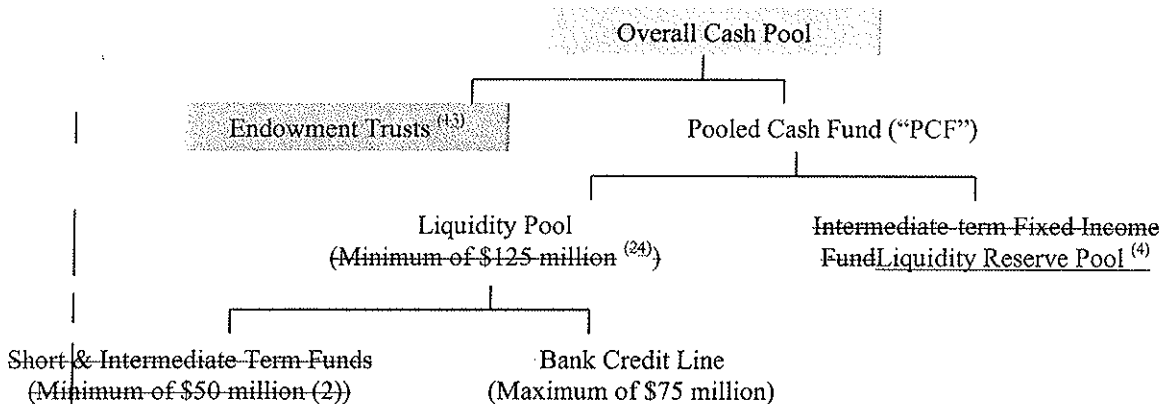 Overall Cash Pool
Endowment Trusts (13)
Pooled Cash Fund (“PCF”)
Liquidity Pool
(Minimum of $125 million (24))
Intermediate-term Fixed Income
FundLiquidity Reserve Pool (4)
Short & Intermediate Term Funds
(Minimum of $50 million (2))
Bank Credit Line
(Maximum of $75 million)